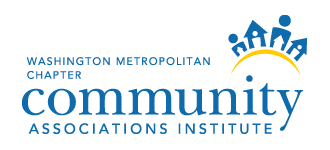 WASHINGTON METROPOLITAN
CHAPTER
community
ASSOCIATIONS INSTITUTE